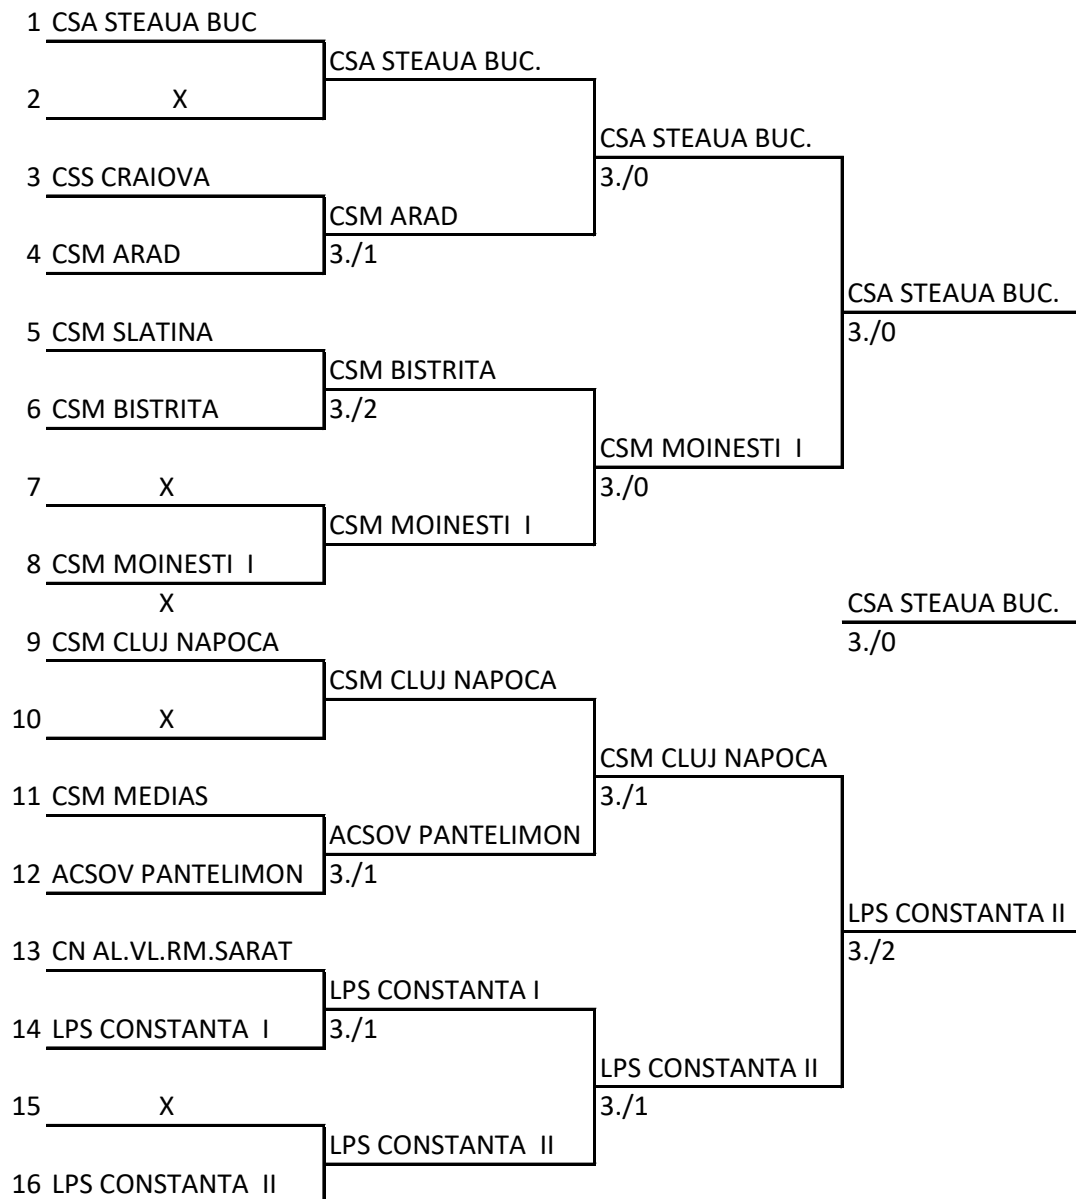 1 CSA STEAUA BUC
CSA STEAUA BUC.
2 X
CSA STEAUA BUC.
3 CSS CRAIOVA
3./0
CSM ARAD
4 CSM ARAD
3./1
CSA STEAUA BUC.
5 CSM SLATINA
3./0
CSM BISTRITA
6 CSM BISTRITA
3./2
CSM MOINESTI I
7 X
3./0
CSM MOINESTI I
8 CSM MOINESTI I
X
CSA STEAUA BUC.
9 CSM CLUJ NAPOCA
3./0
CSM CLUJ NAPOCA
10 X
CSM CLUJ NAPOCA
11 CSM MEDIAS
3./1
ACSOV PANTELIMON
12 ACSOV PANTELIMON
3./1
LPS CONSTANTA II
13 CN AL.VL.RM.SARAT
3./2
LPS CONSTANTA I
14 LPS CONSTANTA I
3./1
LPS CONSTANTA II
15 X
3./1
LPS CONSTANTA II
16 LPS CONSTANTA II